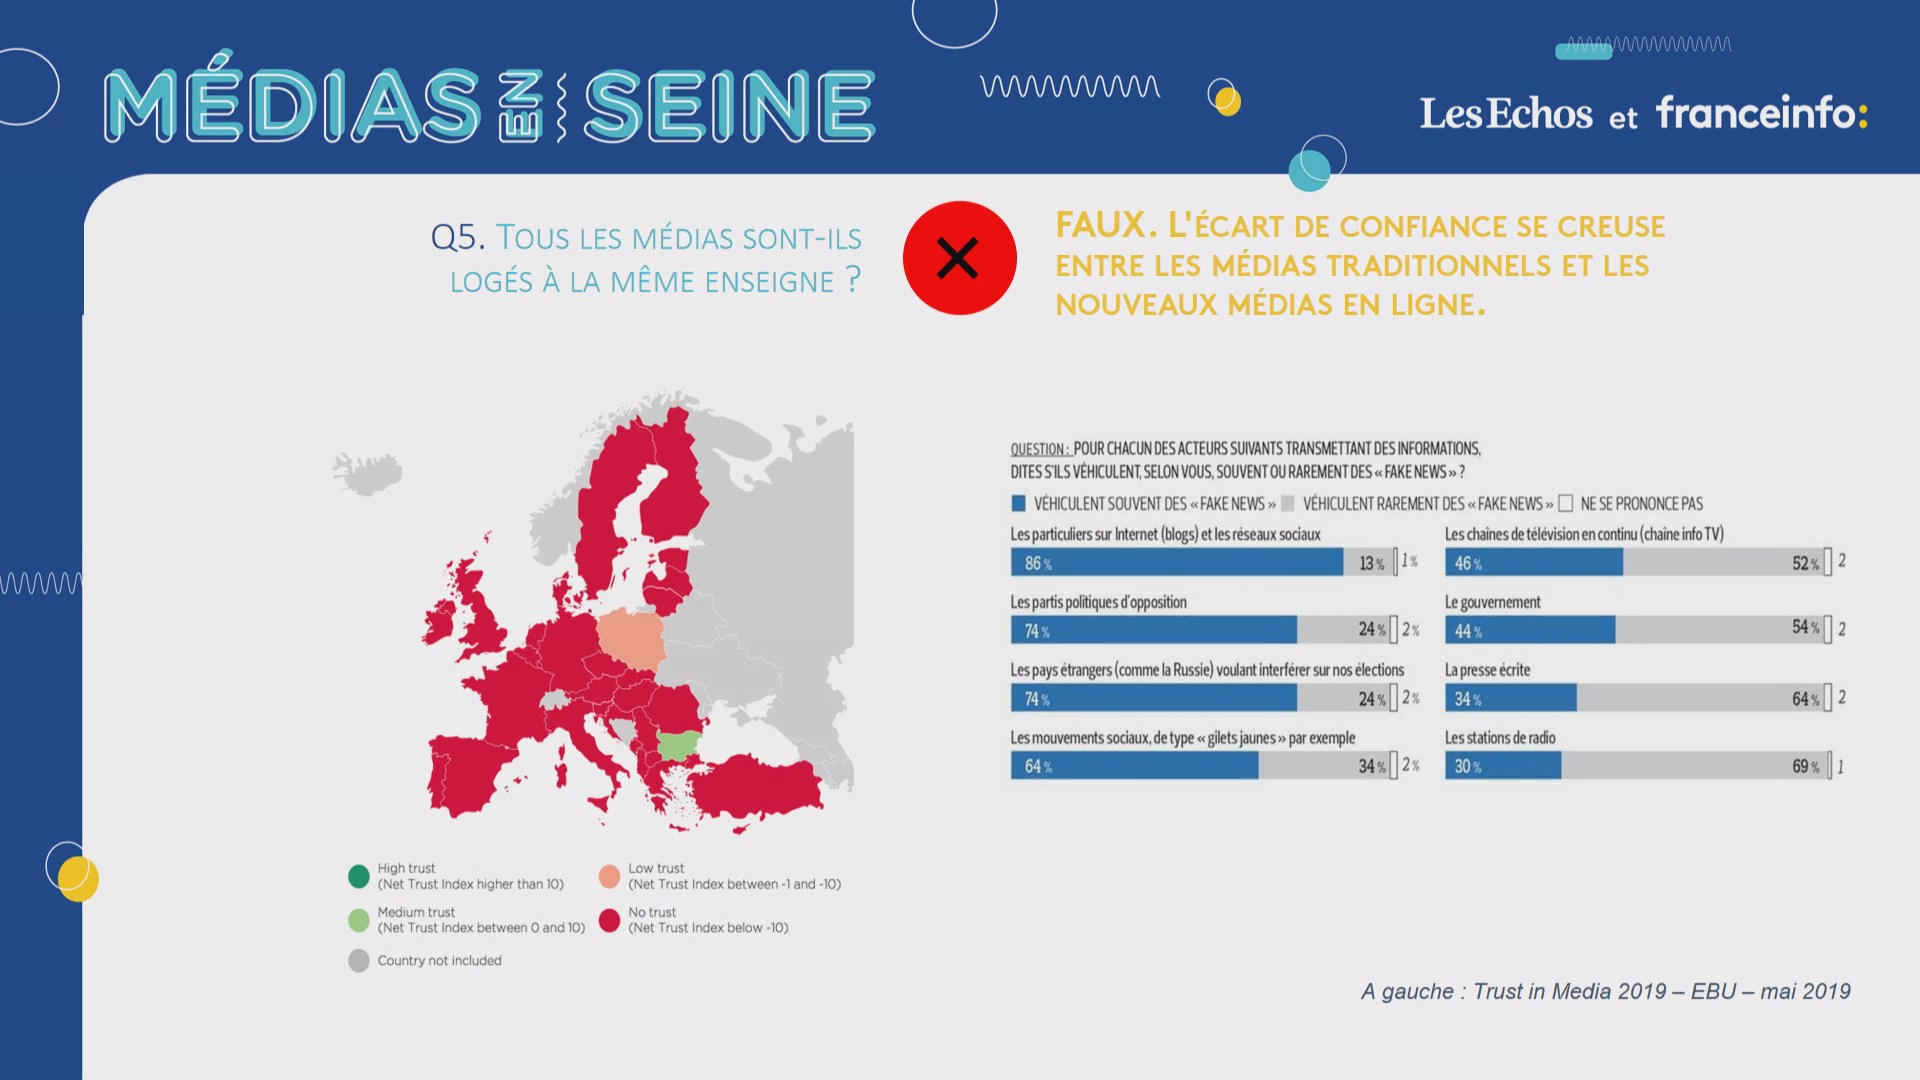 MÉDIAS EN SEINE
LesEchos et franceinfo:
Q5. TOUS LES MÉDIAS SONT-ILS
LOGÉS À LA MÊME ENSEIGNE ?
FAUX. L'ÉCART DE CONFIANCE SE CREUSE
ENTRE LES MÉDIAS TRADITIONNELS ET LES
NOUVEAUX MÉDIAS EN LIGNE.
High trust
(Net Trust Index higher than 10)
Medium trust
(Net Trust Index between 0 and 10)
Country not included
Low trust
(Net Trust Index between -1 and -10)
No trust
(Net Trust Index below -10)
QUESTION : POUR CHACUN DES ACTEURS SUIVANTS TRANSMETTANT DES INFORMATIONS,
DITES S'ILS VÉHICULENT, SELON VOUS, SOUVENT OU RAREMENT DES « FAKE NEWS » ?
VÉHICULENT SOUVENT DES « FAKE NEWS » VÉHICULENT RAREMENT DES « FAKE NEWS » NE SE PRONONCE PAS
Les particuliers sur Internet (blogs) et les réseaux sociaux
86 % 13 % 1 %
Les partis politiques d'opposition
74 % 24 % 2 %
Les pays étrangers (comme la Russie) voulant interférer sur nos élections
74 % 24 % 2 %
Les mouvements sociaux, de type « gilets jaunes » par exemple
64 % 34 % 2 %
Les chaînes de télévision en continu (chaîne info TV)
46 % 52 % 2
Le gouvernement
44 % 54 % 2
La presse écrite
34 % 64 % 2
Les stations de radio
30 % 69 % 1
A gauche : Trust in Media 2019 – EBU – mai 2019